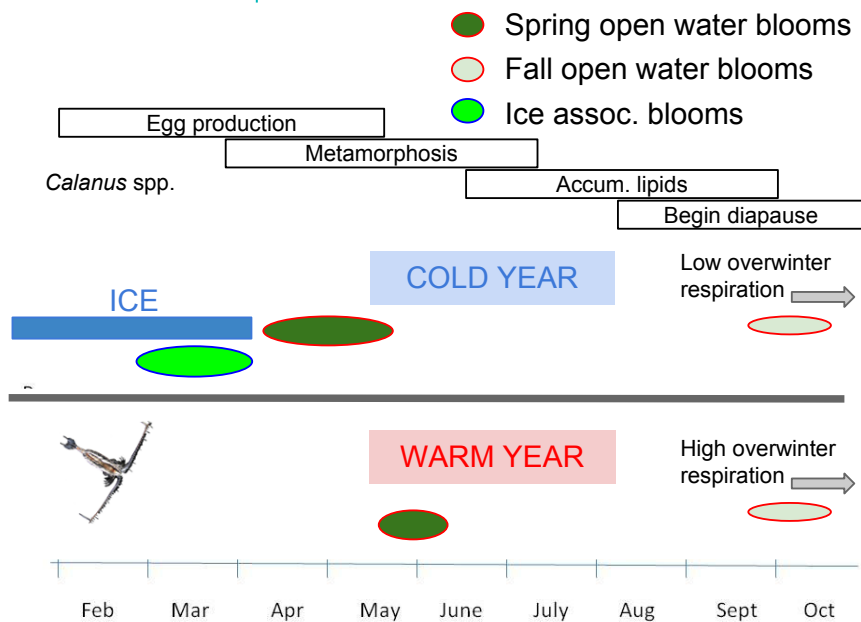 Spring open water blooms
Fall open water blooms
Ice assoc. blooms
Egg production
Metamorphosis
Calanus spp.
Accum. lipids
Begin diapause
COLD YEAR
Low overwinter
respiration
ICE
WARM YEAR
High overwinter
respiration
Feb Mar Apr May June July Aug Sept Oct